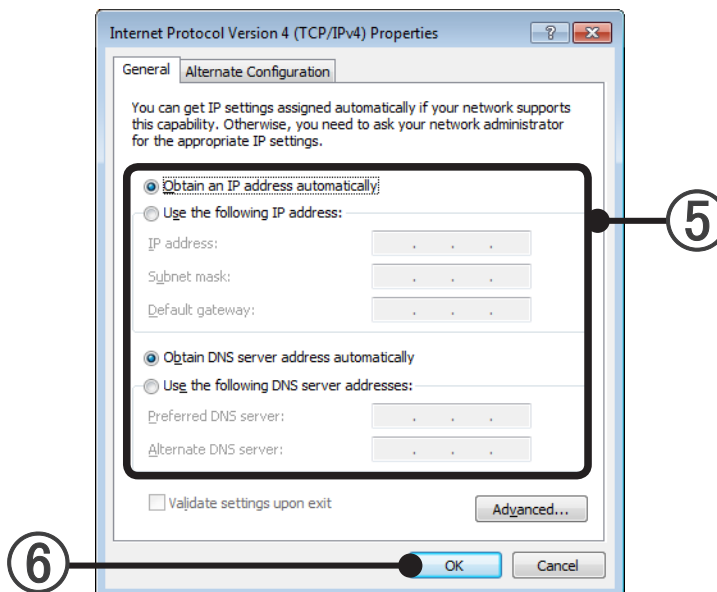 Internet Protocol Version 4 (TCP/IPv4) Properties
General
Alternate Configuration
You can get IP settings assigned automatically if your network supports
this capability. Otherwise, you need to ask your network administrator
for the appropriate IP settings.
Obtain an IP address automatically
Use the following IP address:
IP address:
Subnet mask:
Default gateway:
5
Obtain DNS server address automatically
Use the following DNS server addresses:
Preferred DNS server:
Alternate DNS server:
Validate settings upon exit
Advanced...
6
OK
Cancel